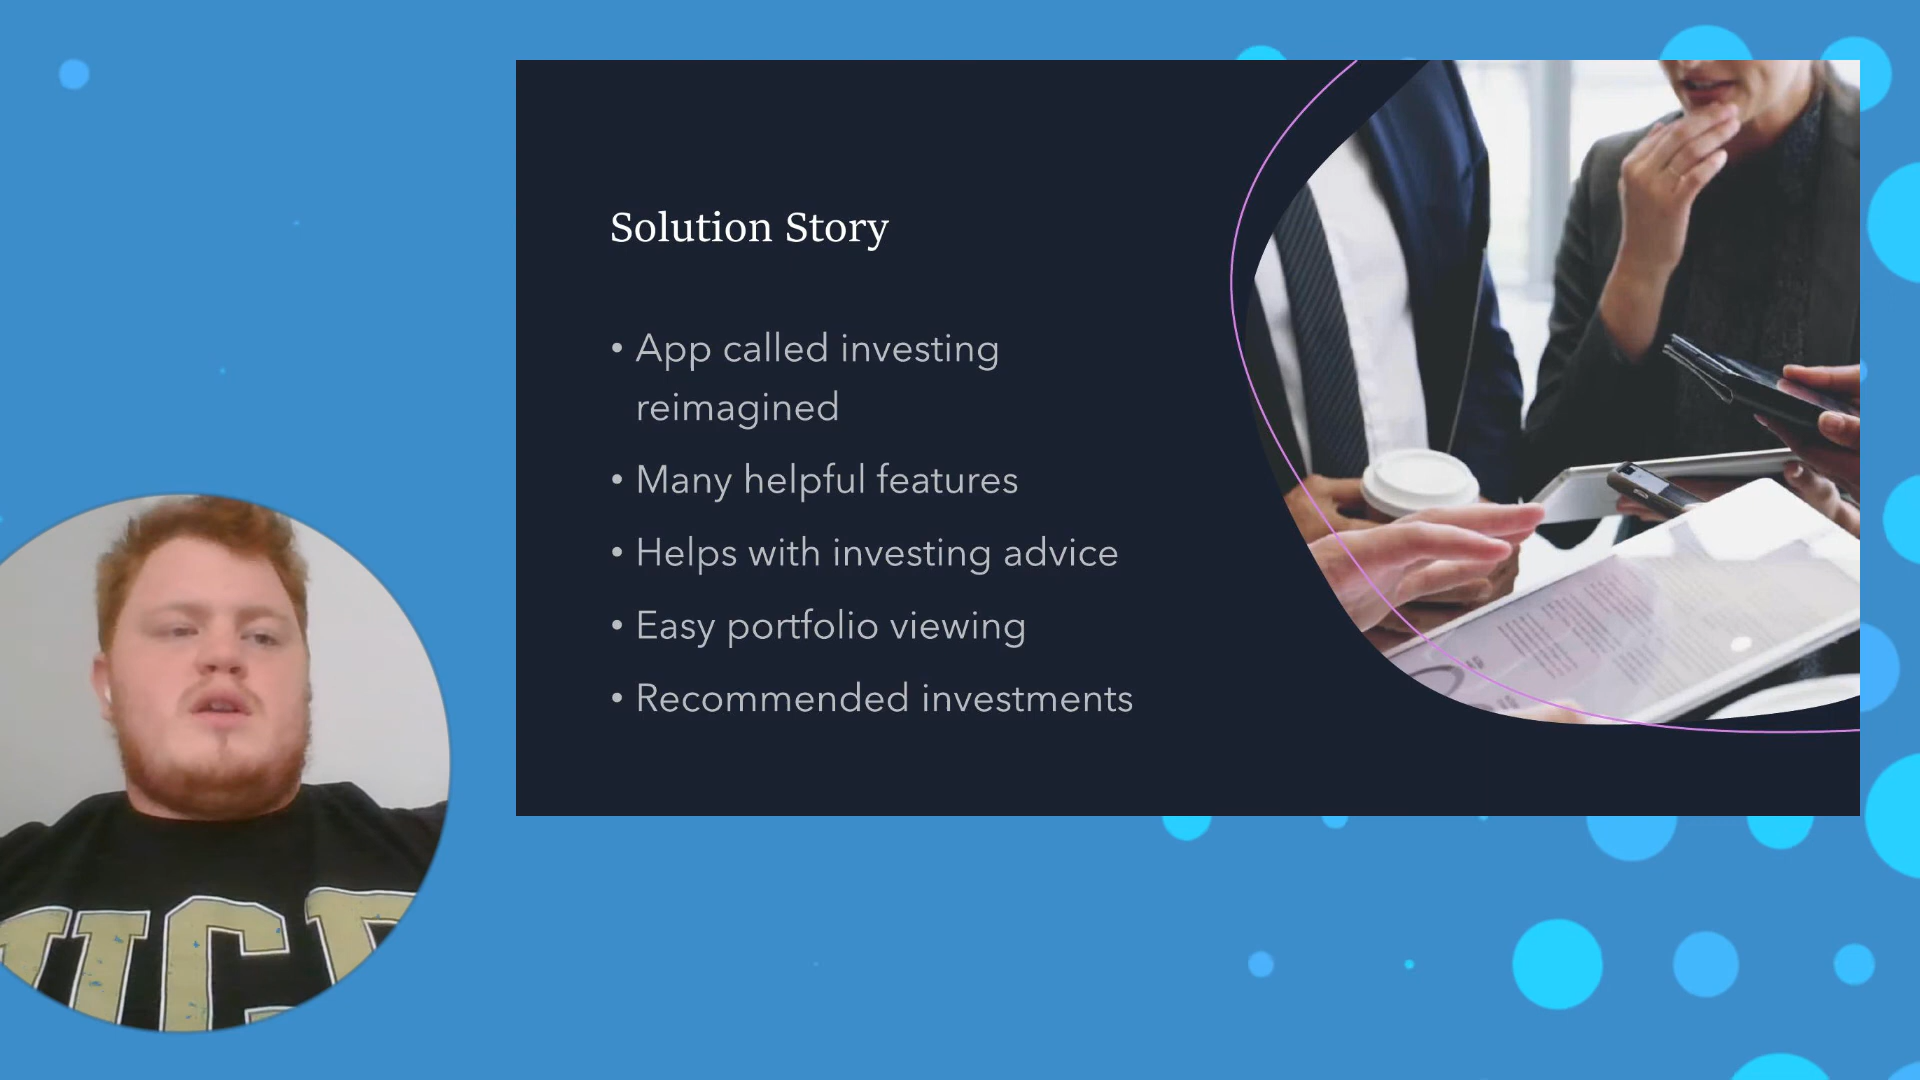 Solution Story
• App called investing
reimagined
• Many helpful features
• Helps with investing advice
• Easy portfolio viewing
• Recommended investments